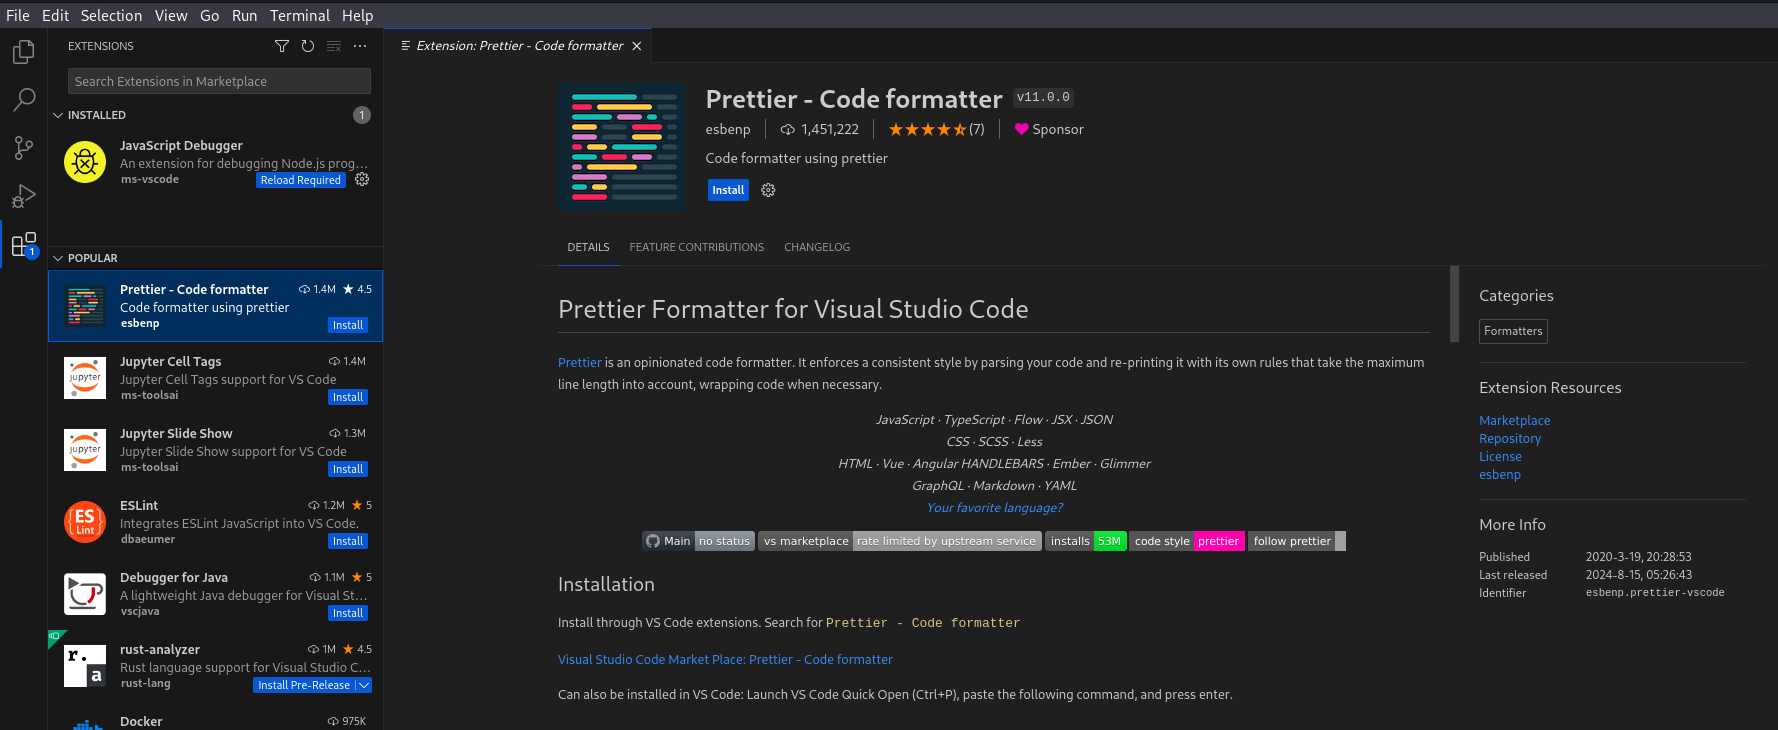 File Edit Selection View Go Run Terminal Help
EXTENSIONS
Search Extensions in Marketplace
INSTALLED 1
JavaScript Debugger
An extension for debugging Node.js prog...
ms-vscode Reload Required
1
POPULAR
Prettier - Code formatter 1.4M ★ 4.5
Code formatter using prettier
esbenp Install
Jupyter Cell Tags 1.4M
Jupyter Cell Tags support for VS Code
ms-toolsai Install
jupyter
Jupyter Slide Show 1.3M
Jupyter Slide Show support for VS Code
ms-toolsai Install
jupyter
ESLint 1.2M ★ 5
Integrates ESLint JavaScript into VS Code.
dbaeumer Install
{ES}
Lint
Debugger for Java 1.1M ★ 5
A lightweight Java debugger for Visual St...
vscjava Install
rust-analyzer 1M ★ 4.5
Rust language support for Visual Studio C...
rust-lang Install Pre-Release
r.
a
Docker 975K
Extension: Prettier - Code formatter
Prettier - Code formatter v11.0.0
esbenp 1,451,222 (7) Sponsor
Code formatter using prettier
Install
DETAILS FEATURE CONTRIBUTIONS CHANGELOG
Prettier Formatter for Visual Studio Code
Prettier is an opinionated code formatter. It enforces a consistent style by parsing your code and re-printing it with its own rules that take the maximum
line length into account, wrapping code when necessary.
JavaScript · TypeScript · Flow · JSX · JSON
CSS · SCSS · Less
HTML · Vue · Angular HANDLEBARS · Ember · Glimmer
GraphQL · Markdown · YAML
Your favorite language?
Main no status vs marketplace rate limited by upstream service installs 53M code style prettier follow prettier
Installation
Install through VS Code extensions. Search for Prettier - Code formatter
Visual Studio Code Market Place: Prettier - Code formatter
Can also be installed in VS Code: Launch VS Code Quick Open (Ctrl+P), paste the following command, and press enter.
Categories
Formatters
Extension Resources
Marketplace
Repository
License
esbenp
More Info
Published 2020-3-19, 20:28:53
Last released 2024-8-15, 05:26:43
Identifier esbenp.prettier-vscode